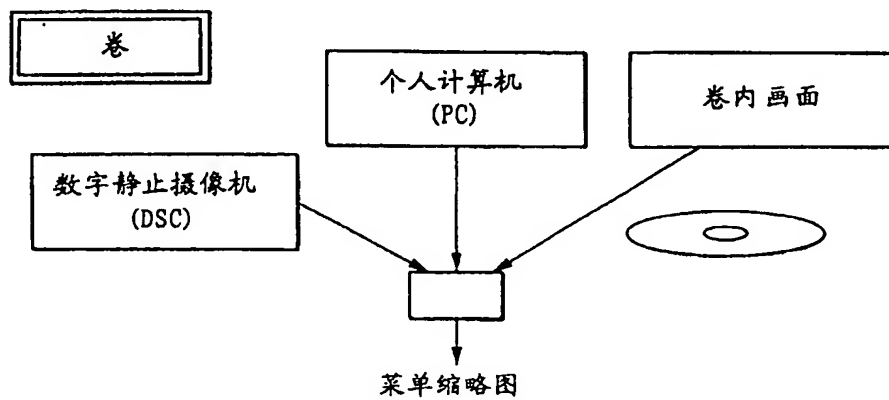 卷
个人计算机
(PC)
卷内画面
数字静止摄像机
(DSC)
菜单缩略图